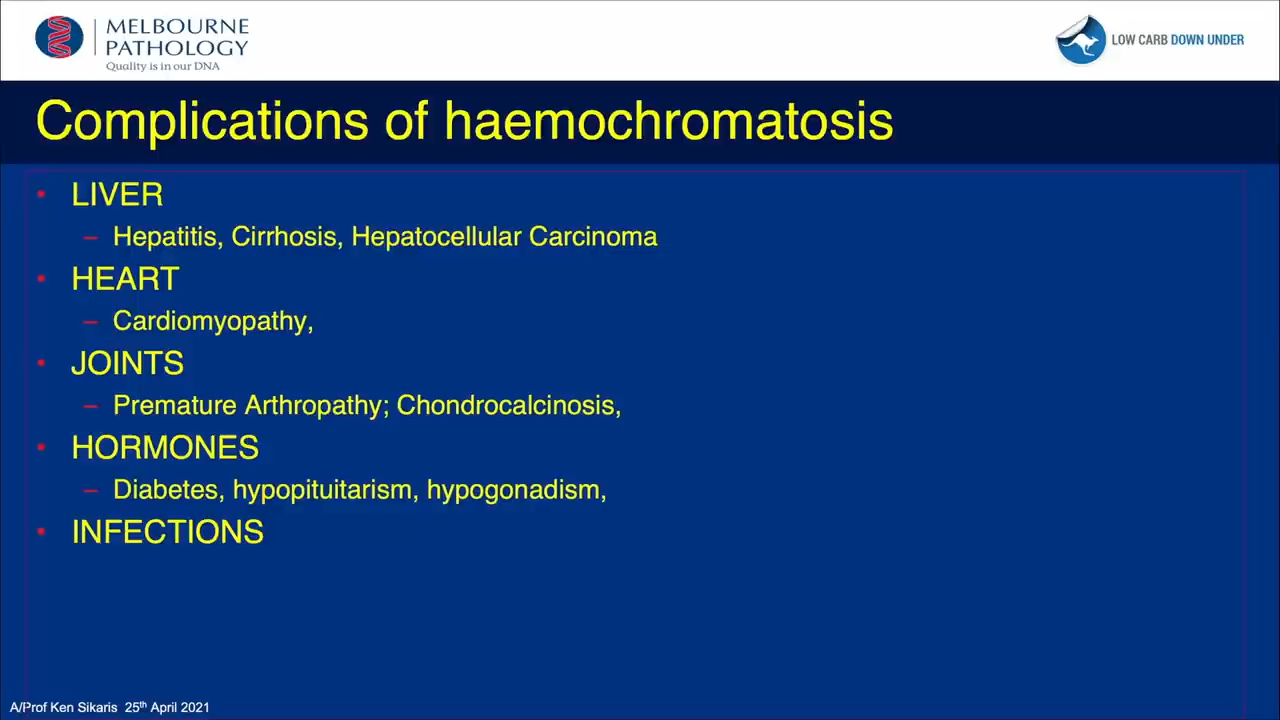 MELBOURNE
PATHOLOGY
Quality is in our DNA
LOW CARB DOWN UNDER
Complications of haemochromatosis
• LIVER
– Hepatitis, Cirrhosis, Hepatocellular Carcinoma
• HEART
– Cardiomyopathy,
• JOINTS
– Premature Arthropathy; Chondrocalcinosis,
• HORMONES
– Diabetes, hypopituitarism, hypogonadism,
• INFECTIONS
A/Prof Ken Sikaris 25th April 2021